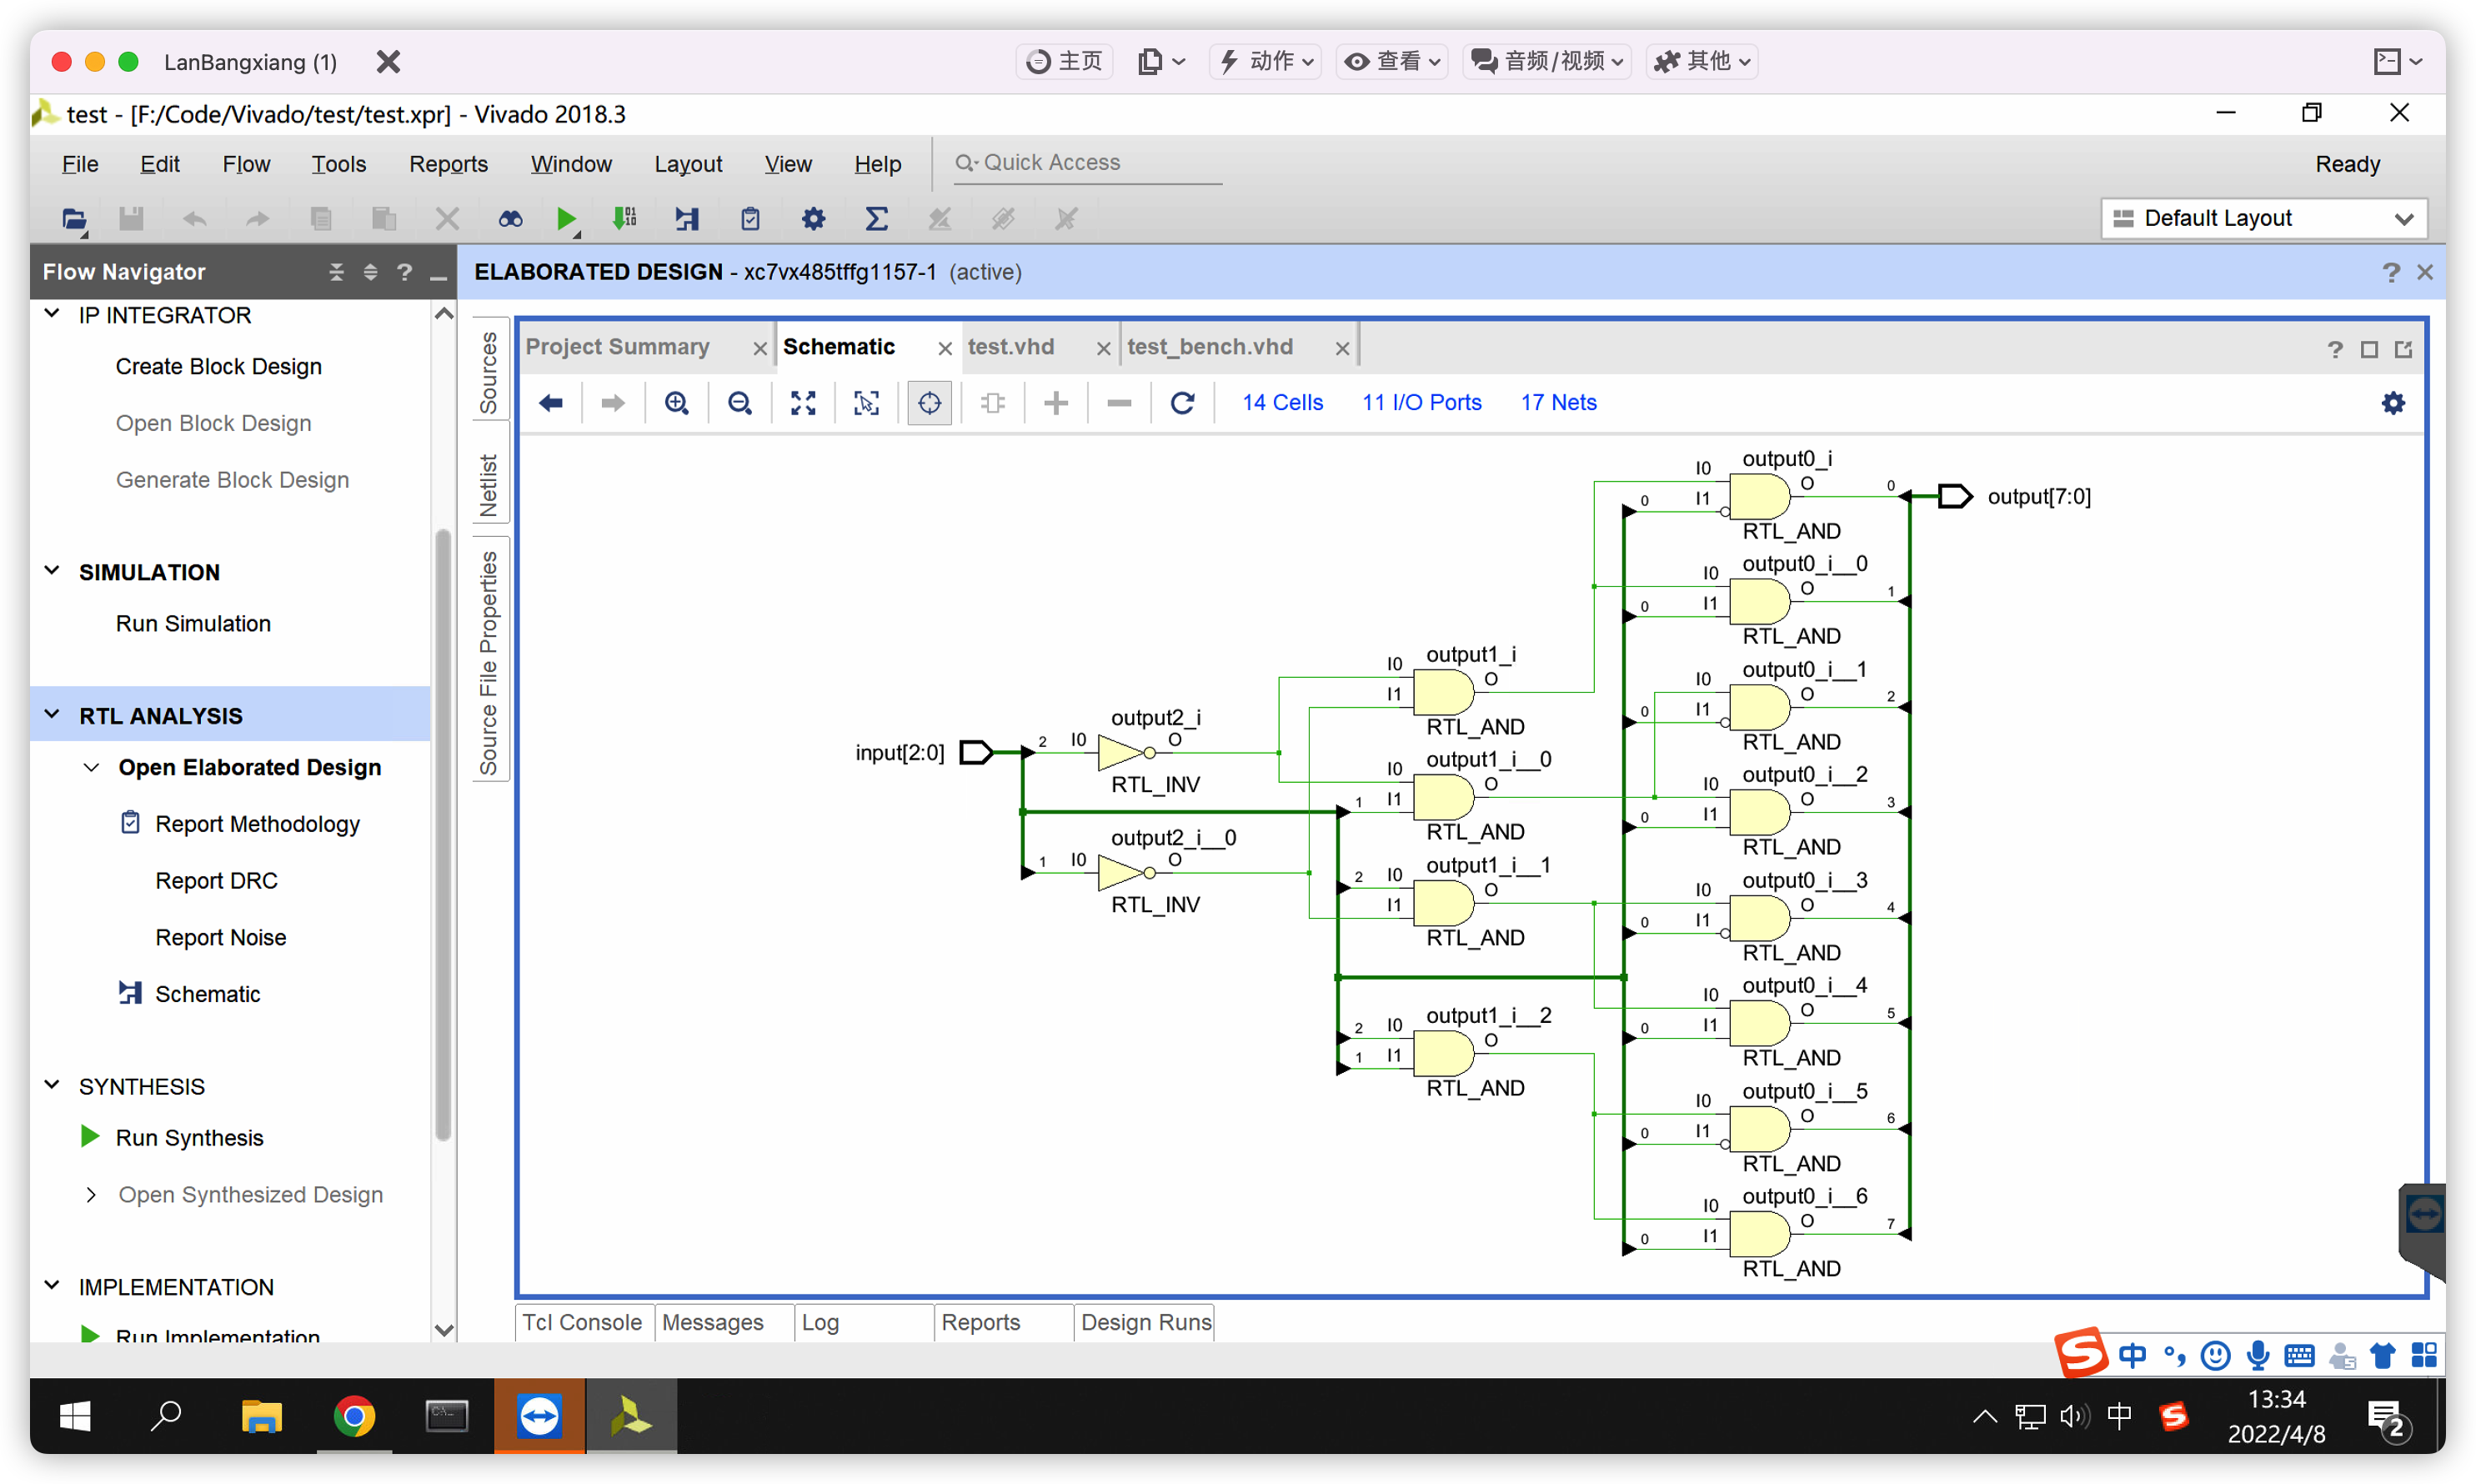 LanBangxiang (1)
主页
动作
查看
音频/视频
其他
test - [F:/Code/Vivado/test/test.xpr] - Vivado 2018.3
File Edit Flow Tools Reports Window Layout View Help
Quick Access
Ready
Default Layout
Flow Navigator
ELABORATED DESIGN - xc7vx485tffg1157-1 (active)
IP INTEGRATOR
Create Block Design
Open Block Design
Generate Block Design
SIMULATION
Run Simulation
RTL ANALYSIS
Open Elaborated Design
Report Methodology
Report DRC
Report Noise
Schematic
SYNTHESIS
Run Synthesis
Open Synthesized Design
IMPLEMENTATION
Run Implementation
Sources
Netlist
Source File Properties
Project Summary
Schematic
test.vhd
test_bench.vhd
14 Cells
11 I/O Ports
17 Nets
input[2:0]
2 I0 output2_i O
RTL_INV
1 I0 output2_i__0 O
RTL_INV
I0 output1_i O
I1
RTL_AND
I0 output1_i__0 O
1 I1
RTL_AND
2 I0 output1_i__1 O
I1
RTL_AND
2 I0 output1_i__2 O
1 I1
RTL_AND
I0 output0_i O 0
0 I1
RTL_AND
output[7:0]
I0 output0_i__0 O 1
0 I1
RTL_AND
I0 output0_i__1 O 2
0 I1
RTL_AND
I0 output0_i__2 O 3
0 I1
RTL_AND
I0 output0_i__3 O 4
0 I1
RTL_AND
I0 output0_i__4 O 5
0 I1
RTL_AND
I0 output0_i__5 O 6
0 I1
RTL_AND
I0 output0_i__6 O 7
0 I1
RTL_AND
Tcl Console
Messages
Log
Reports
Design Runs
中
中
13:34
2022/4/8
2